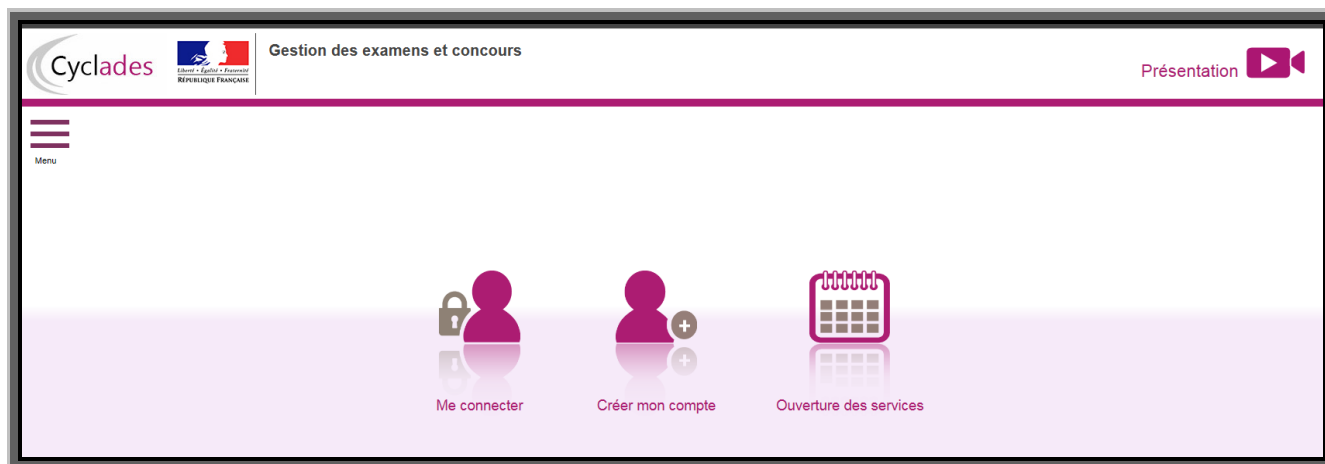 Cyclades
Liberté • Égalité • Fraternité
RÉPUBLIQUE FRANÇAISE
Gestion des examens et concours
Présentation
Menu
Me connecter
Créer mon compte
Ouverture des services